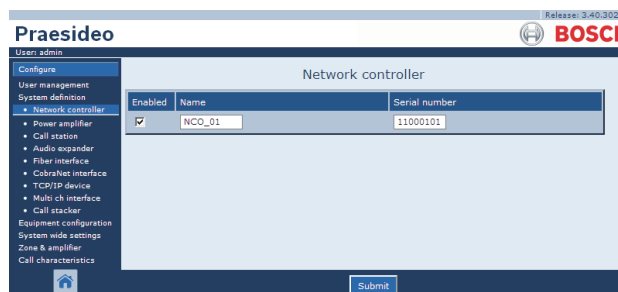 Release: 3.40.302
Praesideo
BOSCH
User: admin
Configure
User management
System definition
• Network controller
• Power amplifier
• Call station
• Audio expander
• Fiber interface
• CobraNet interface
• TCP/IP device
• Multi ch interface
• Call stacker
Equipment configuration
System wide settings
Zone & amplifier
Call characteristics
Network controller
Enabled Name Serial number
NCO_01 11000101
Submit